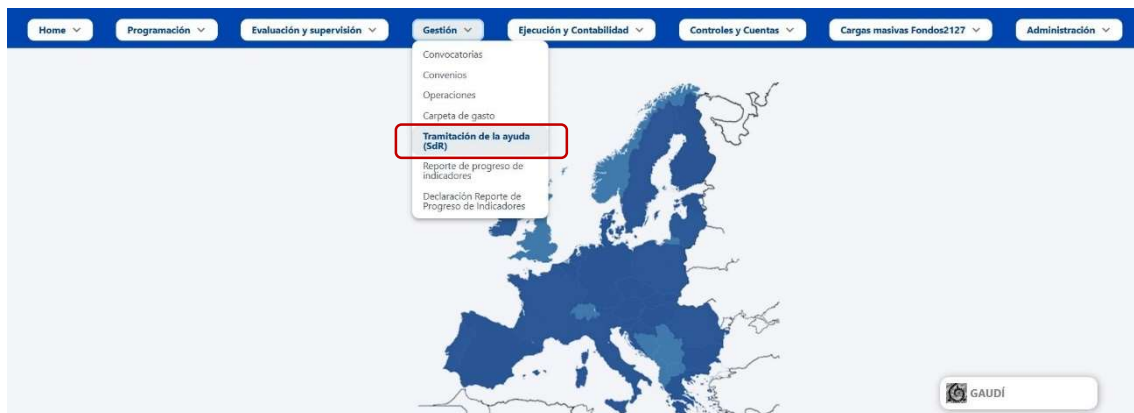 Home
Programación
Evaluación y supervisión
Gestión
Ejecución y Contabilidad
Controles y Cuentas
Cargas masivas Fondos2127
Administración
Convocatorias
Convenios
Operaciones
Carpeta de gasto
Tramitación de la ayuda
(SdR)
Reporte de progreso de
indicadores
Declaración Reporte de
Progreso de Indicadores
GAUDÍ